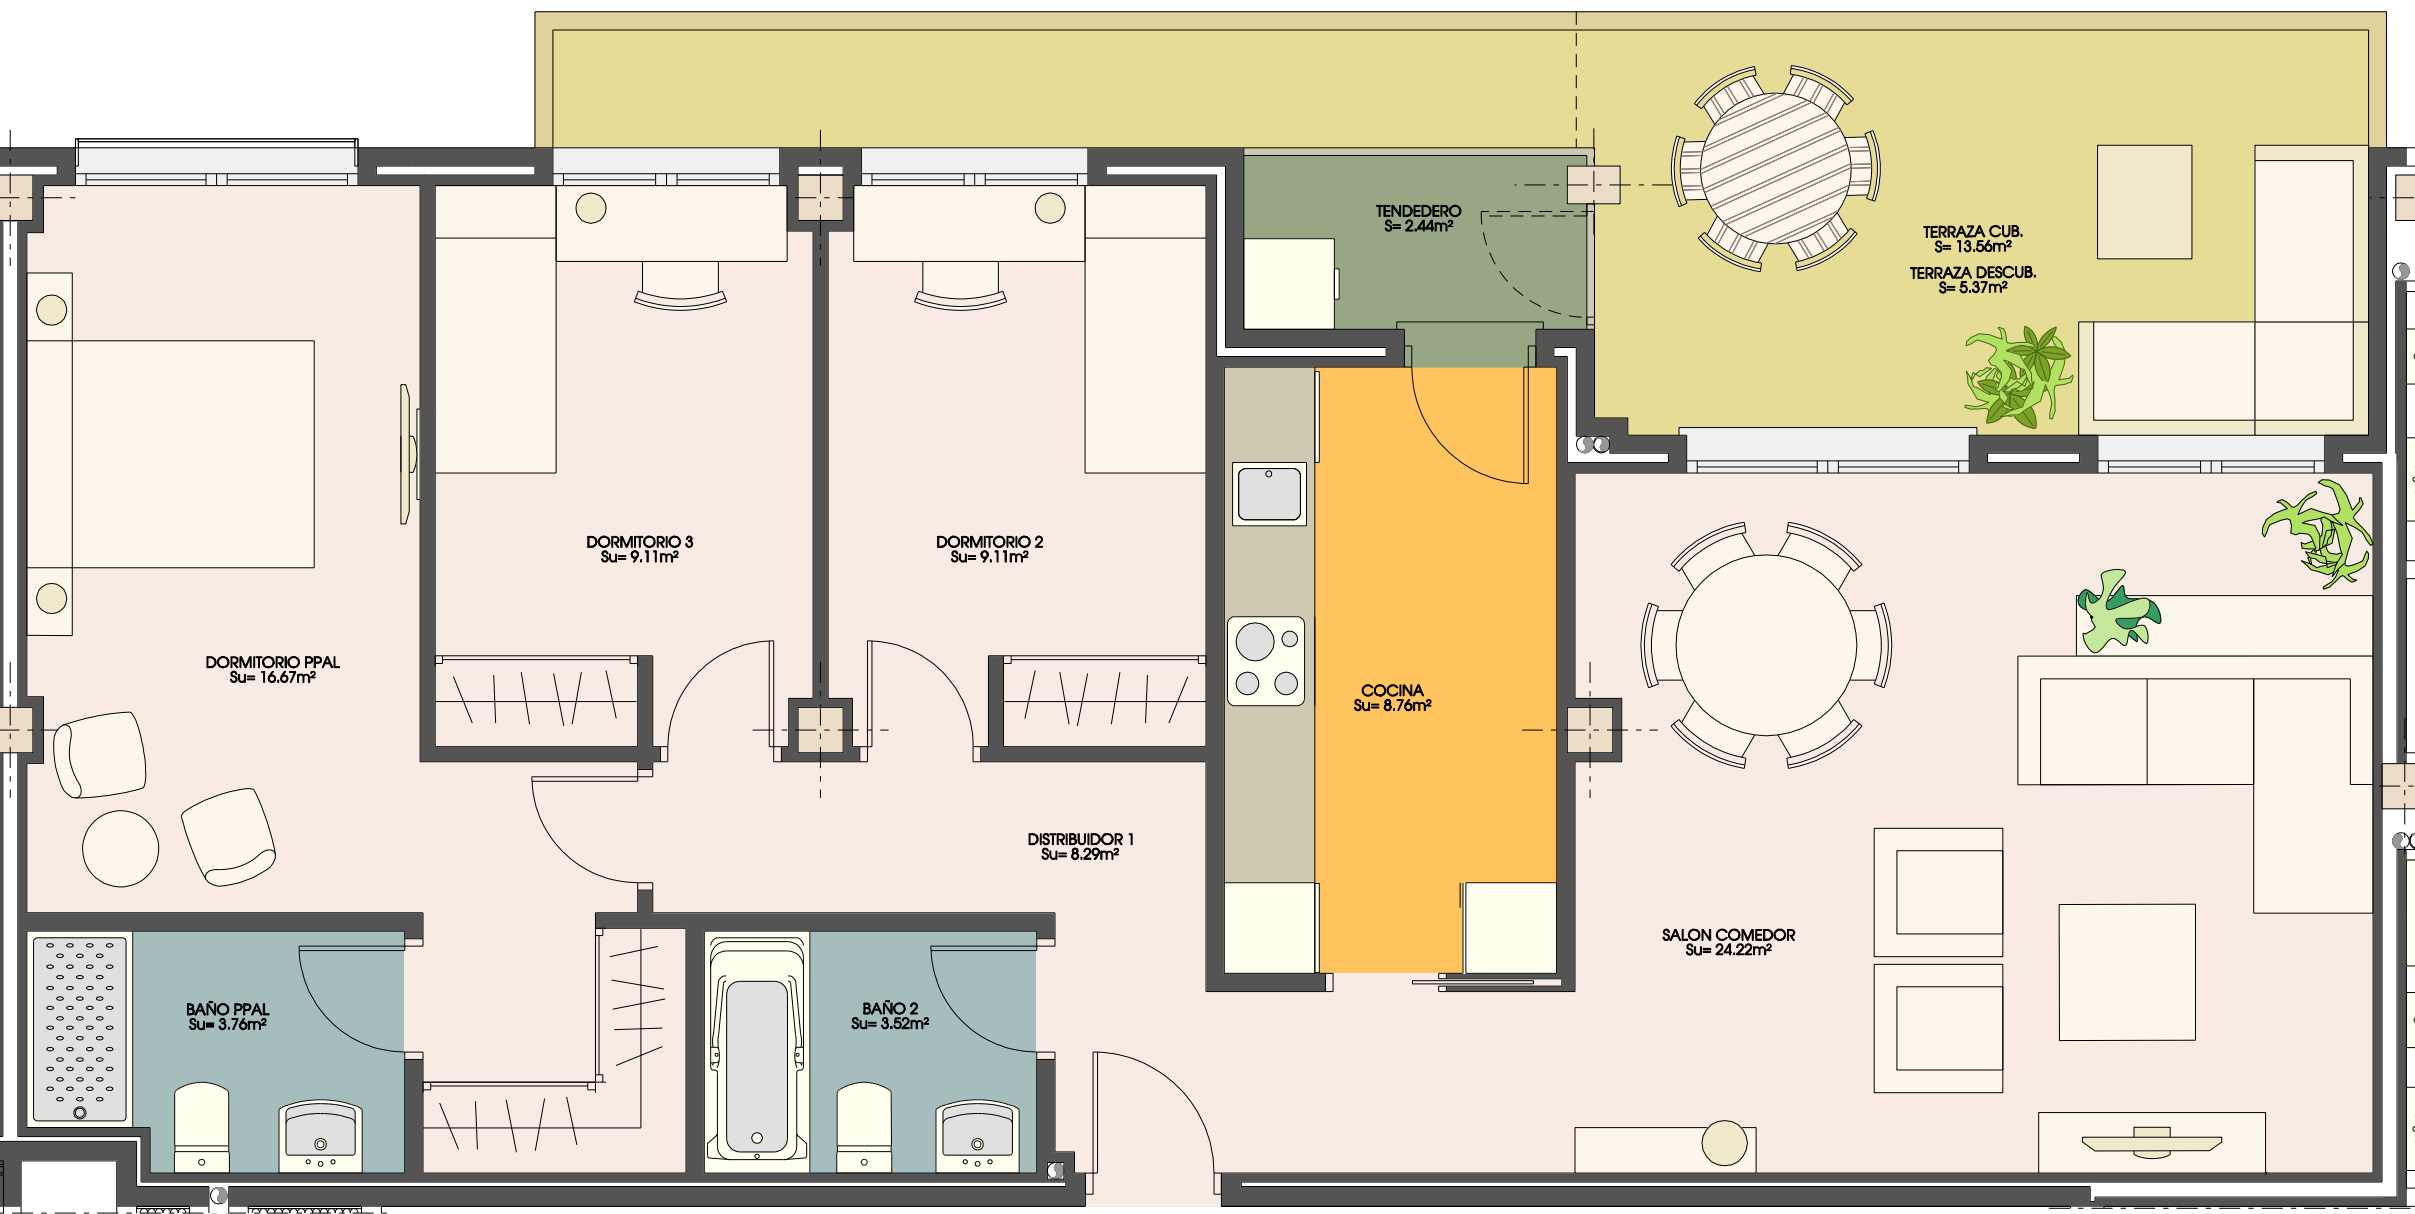 TENDEDERO
S= 2.44m²
TERRAZA CUB.
S= 13.56m²
TERRAZA DESCUB.
S= 5.37m²
DORMITORIO 3
Su= 9.11m²
DORMITORIO 2
Su= 9.11m²
DORMITORIO PPAL
Su= 16.67m²
COCINA
Su= 8.76m²
DISTRIBUIDOR 1
Su= 8.29m²
SALON COMEDOR
Su= 24.22m²
BAÑO PPAL
Su= 3.76m²
BAÑO 2
Su= 3.52m²